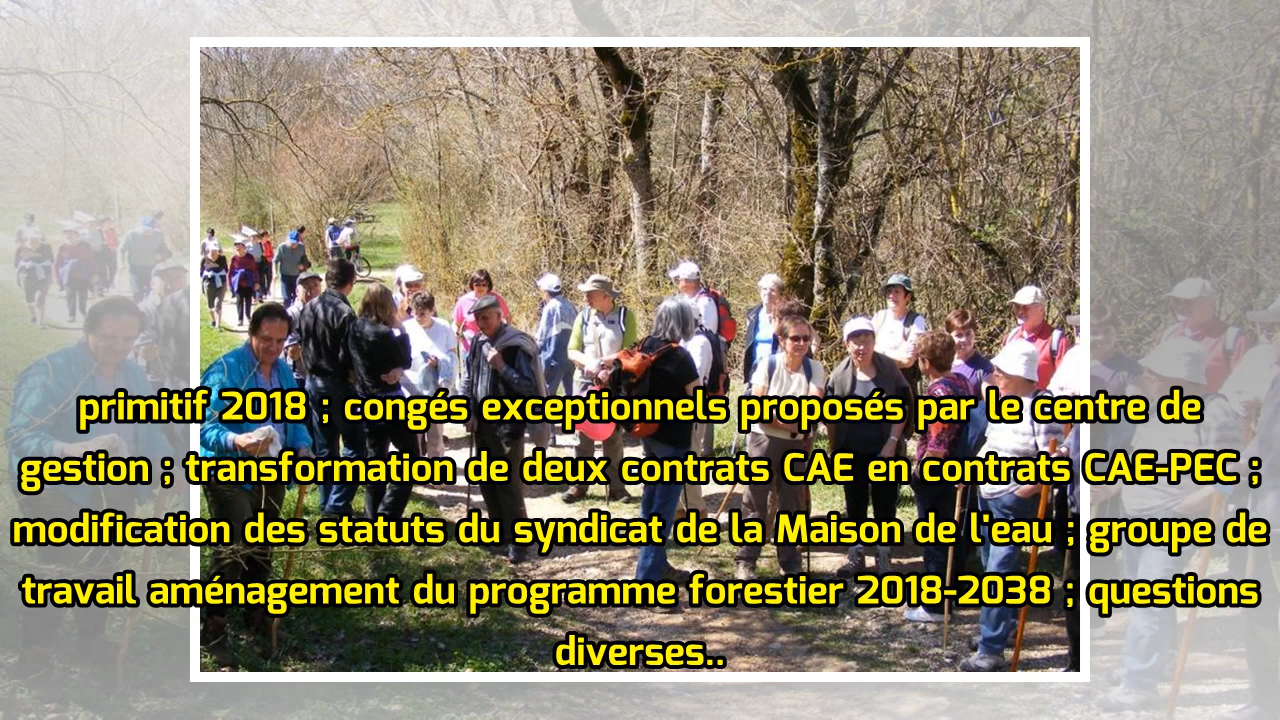 primitif 2018 ; congés exceptionnels proposés par le centre de
gestion ; transformation de deux contrats CAE en contrats CAE-PEC ;
modification des statuts du syndicat de la Maison de l'eau ; groupe de
travail aménagement du programme forestier 2018-2038 ; questions
diverses..